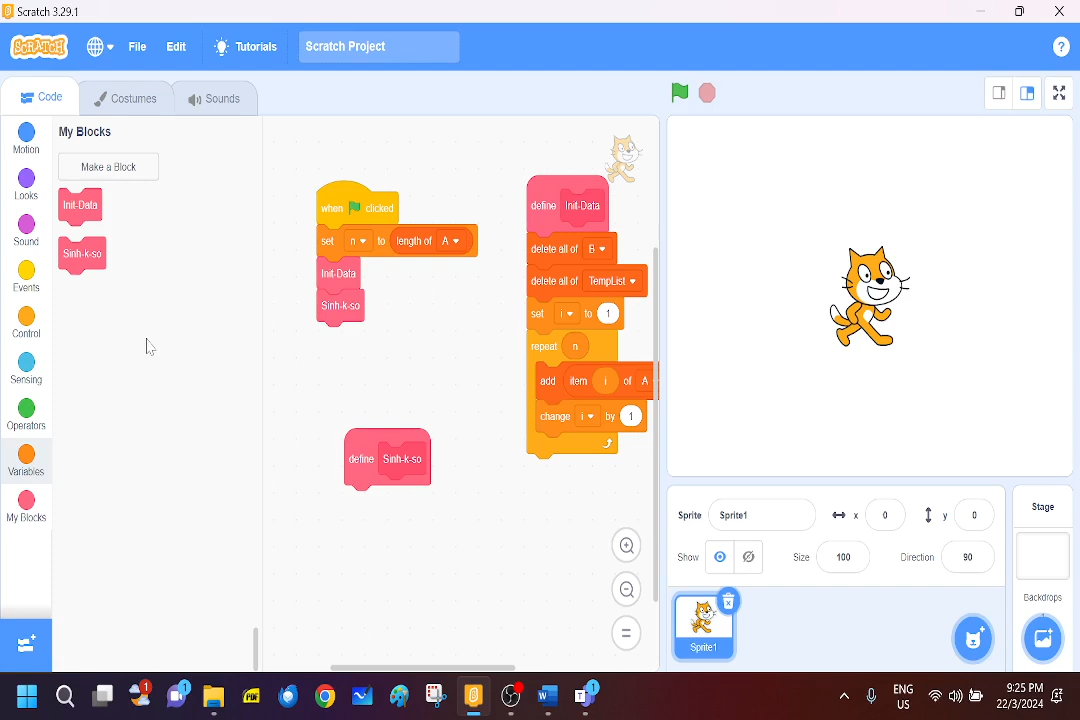 Scratch 3.29.1
SCRATCH
File
Edit
Tutorials
Scratch Project
?
Code
Costumes
Sounds
Motion
Looks
Sound
Events
Control
Sensing
Operators
Variables
My Blocks
My Blocks
Make a Block
Init-Data
Sinh-k-so
when clicked
set n to length of A
Init-Data
Sinh-k-so
define Sinh-k-so
define Init-Data
delete all of B
delete all of TempList
set i to 1
repeat n
add item i of A
change i by 1
Sprite Sprite1 x 0 y 0
Show Size 100 Direction 90
Sprite1
Stage
Backdrops
1
1
PDF
1
ENG
US
9:25 PM
22/3/2024